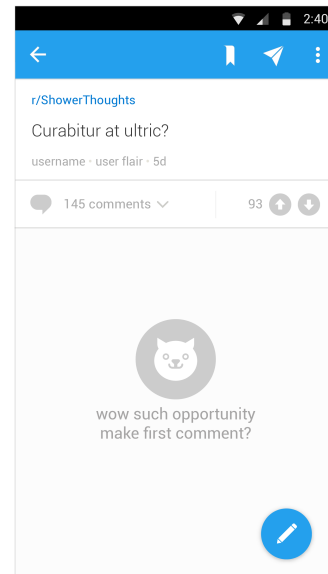 2:40
r/ShowerThoughts
Curabitur at ultric?
username · user flair · 5d
145 comments 93
wow such opportunity
make first comment?